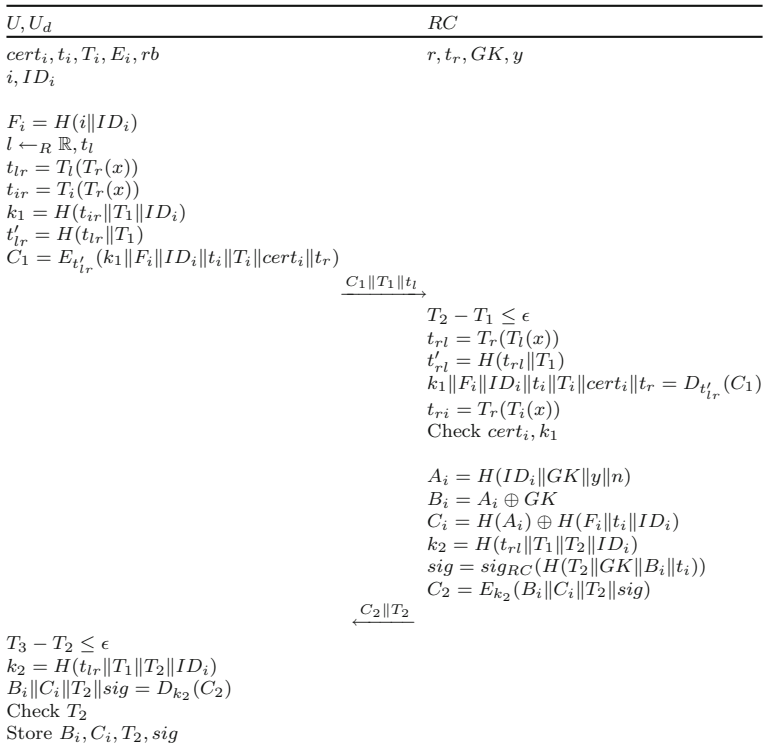 U, U_d RC
cert_i, t_i, T_i, E_i, rb r, t_r, GK, y
i, ID_i
F_i = H(i∥ID_i)
l ←_R ℝ, t_l
t_{lr} = T_l(T_r(x))
t_{ir} = T_i(T_r(x))
k_1 = H(t_{ir}∥T_1∥ID_i)
t'_{lr} = H(t_{lr}∥T_1)
C_1 = E_{t'_{lr}}(k_1∥F_i∥ID_i∥t_i∥T_i∥cert_i∥t_r)
C_1∥T_1∥t_l
T_2 − T_1 ≤ ϵ
t_{rl} = T_r(T_l(x))
t'_{rl} = H(t_{rl}∥T_1)
k_1∥F_i∥ID_i∥t_i∥T_i∥cert_i∥t_r = D_{t'_{lr}}(C_1)
t_{ri} = T_r(T_i(x))
Check cert_i, k_1
A_i = H(ID_i∥GK∥y∥n)
B_i = A_i ⊕ GK
C_i = H(A_i) ⊕ H(F_i∥t_i∥ID_i)
k_2 = H(t_{rl}∥T_1∥T_2∥ID_i)
sig = sig_{RC}(H(T_2∥GK∥B_i∥t_i))
C_2 = E_{k_2}(B_i∥C_i∥T_2∥sig)
C_2∥T_2
T_3 − T_2 ≤ ϵ
k_2 = H(t_{lr}∥T_1∥T_2∥ID_i)
B_i∥C_i∥T_2∥sig = D_{k_2}(C_2)
Check T_2
Store B_i, C_i, T_2, sig